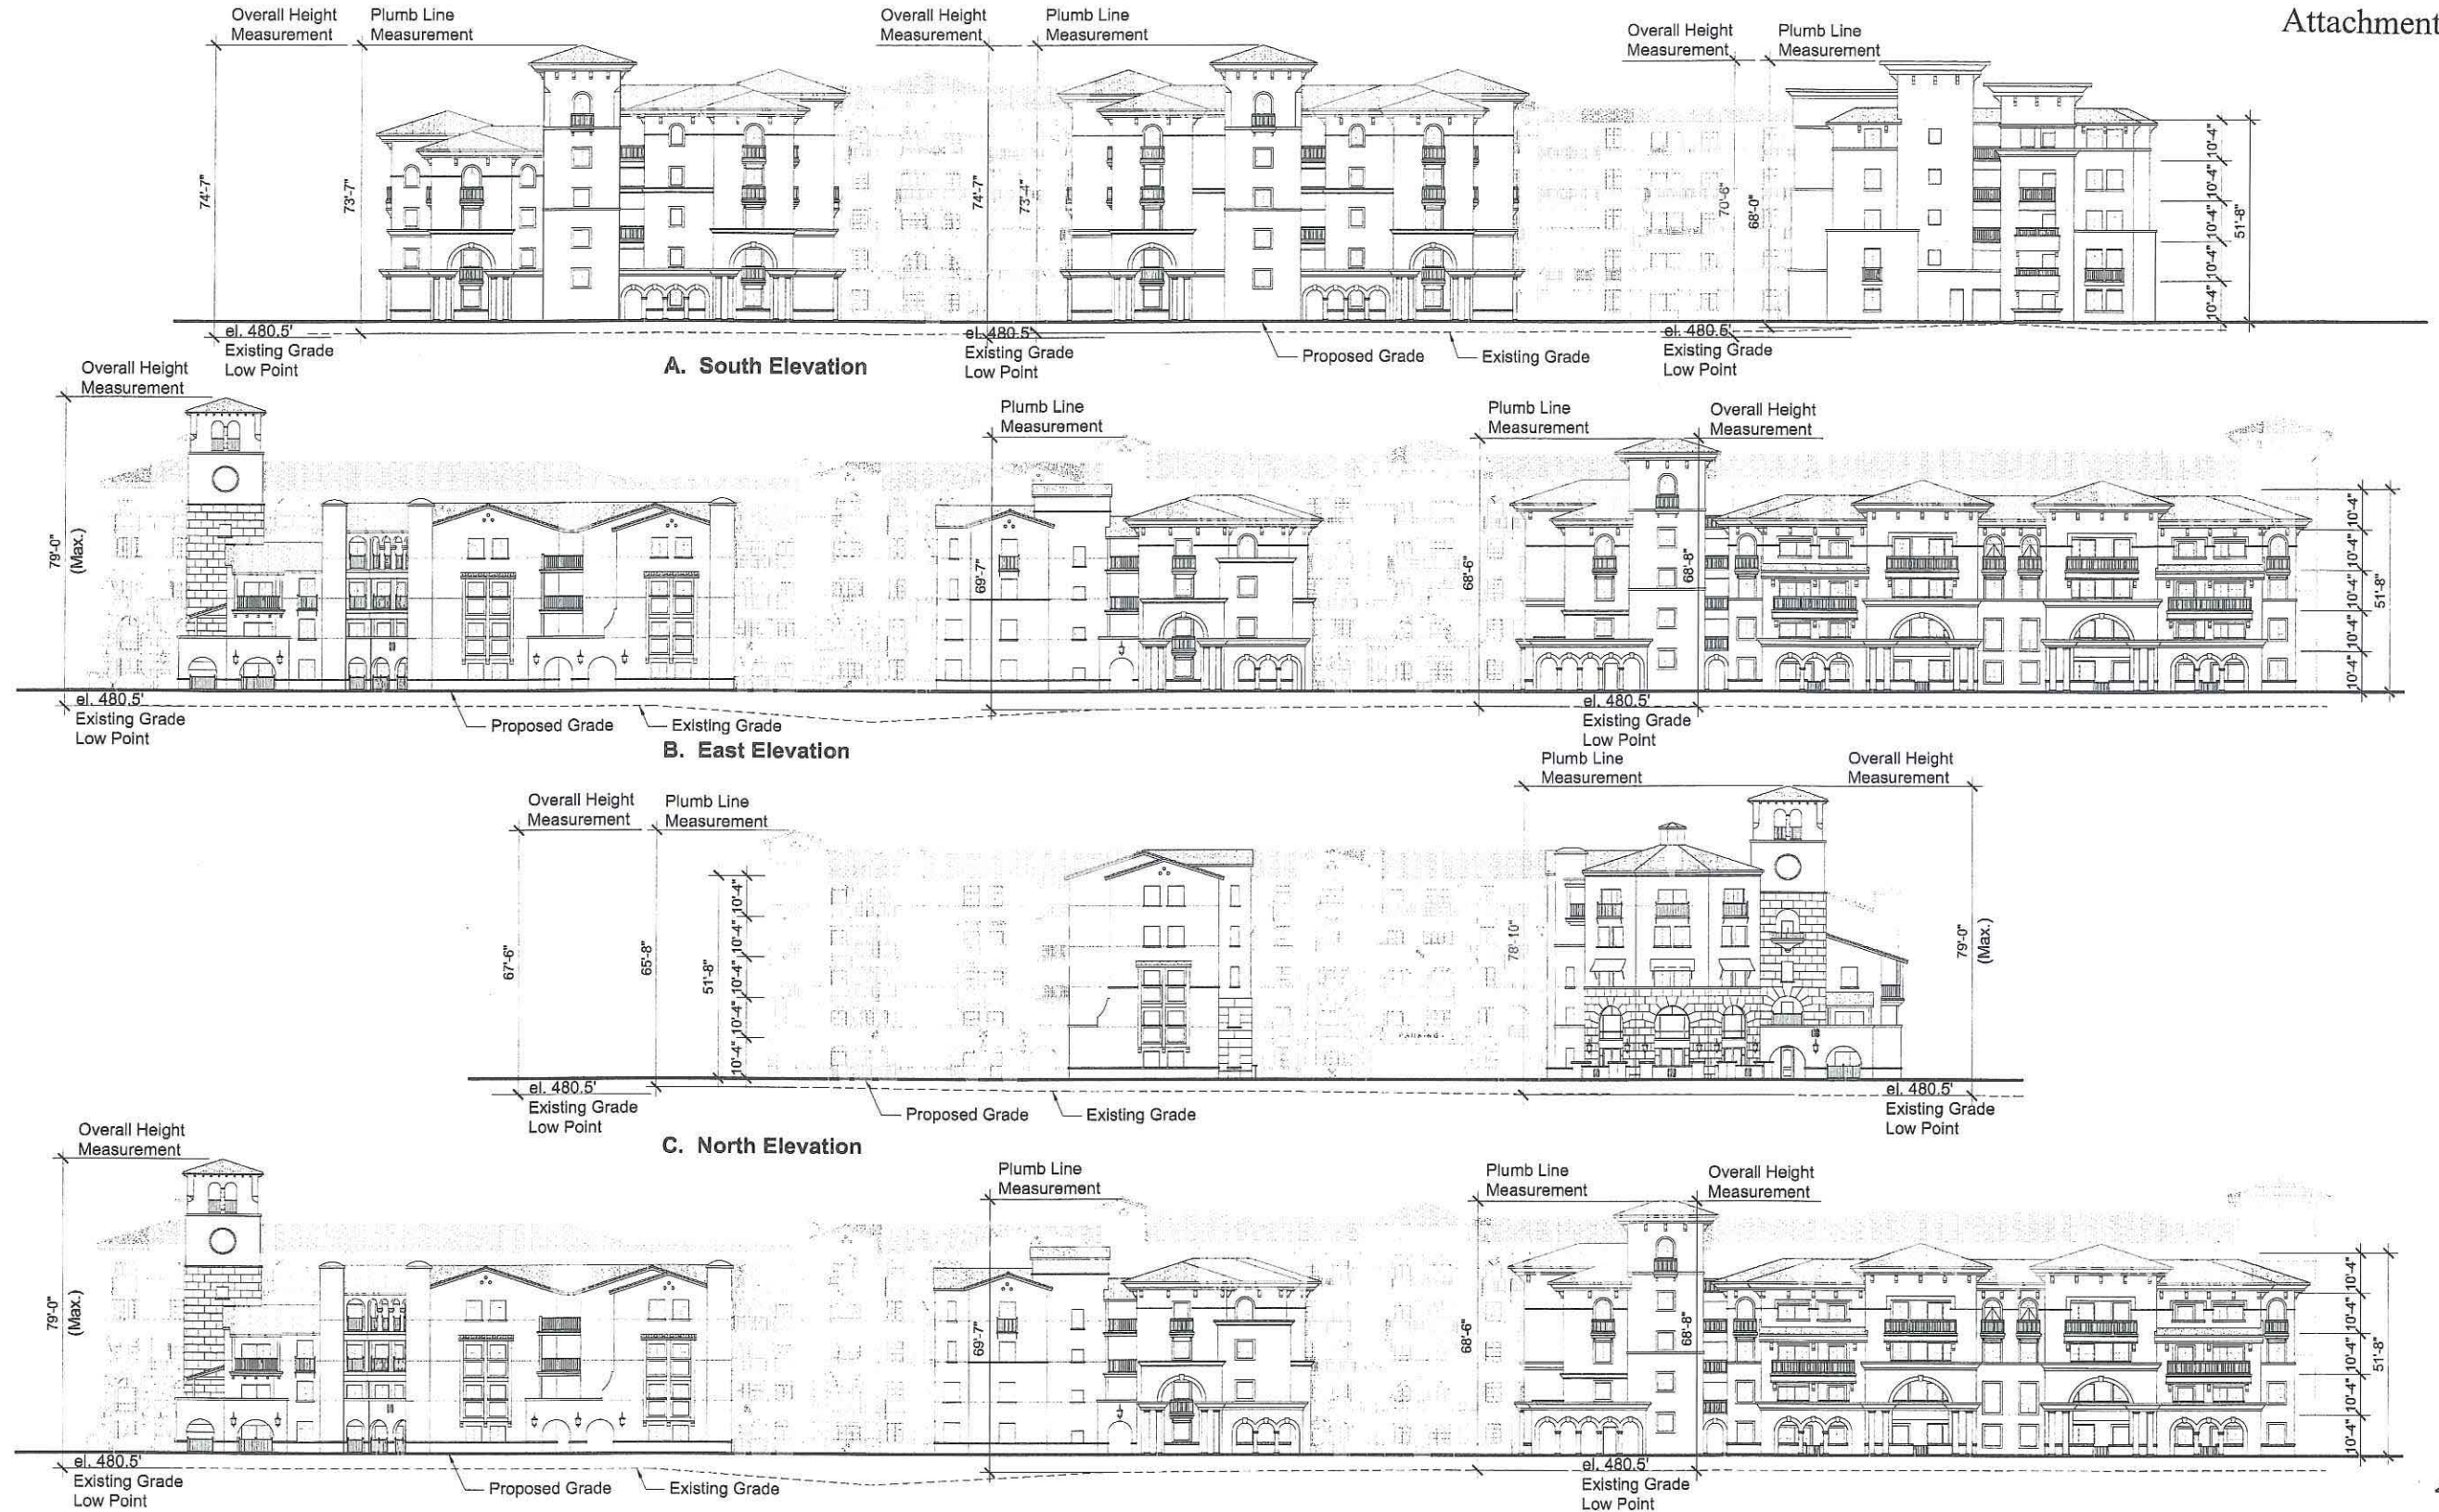 Attachment
Overall Height
Measurement
Plumb Line
Measurement
Overall Height
Measurement
Plumb Line
Measurement
Overall Height
Measurement
Plumb Line
Measurement
74'-7"
73'-7"
74'-7"
73'-4"
70'-6"
68'-0"
10'-4"
10'-4"
10'-4"
10'-4"
10'-4"
51'-8"
el. 480.5'
Existing Grade
Low Point
A. South Elevation
el. 480.5'
Existing Grade
Low Point
Proposed Grade
Existing Grade
el. 480.5'
Existing Grade
Low Point
Overall Height
Measurement
Plumb Line
Measurement
Plumb Line
Measurement
Overall Height
Measurement
79'-0"
(Max.)
69'-7"
68'-6"
68'-8"
10'-4"
10'-4"
10'-4"
10'-4"
10'-4"
51'-8"
el. 480.5'
Existing Grade
Low Point
Proposed Grade
Existing Grade
B. East Elevation
el. 480.5'
Existing Grade
Low Point
Overall Height
Measurement
Plumb Line
Measurement
Plumb Line
Measurement
Overall Height
Measurement
67'-6"
65'-8"
51'-8"
10'-4"
10'-4"
10'-4"
10'-4"
10'-4"
PARKING
78'-10"
79'-0"
(Max.)
el. 480.5'
Existing Grade
Low Point
Proposed Grade
Existing Grade
el. 480.5'
Existing Grade
Low Point
C. North Elevation
Overall Height
Measurement
Plumb Line
Measurement
Plumb Line
Measurement
Overall Height
Measurement
79'-0"
(Max.)
69'-7"
68'-6"
68'-8"
10'-4"
10'-4"
10'-4"
10'-4"
10'-4"
51'-8"
el. 480.5'
Existing Grade
Low Point
Proposed Grade
Existing Grade
el. 480.5'
Existing Grade
Low Point